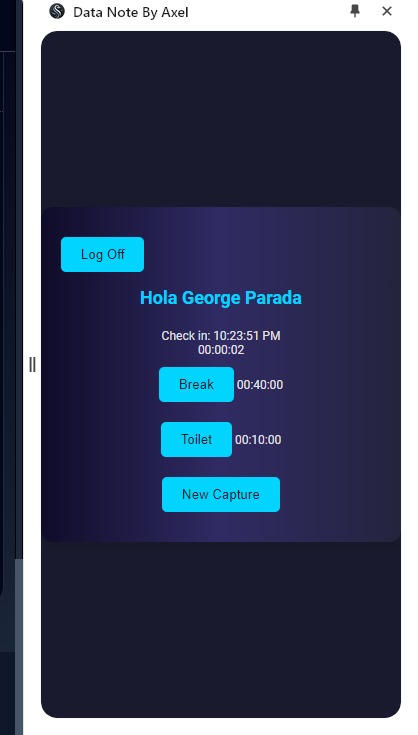 Data Note By Axel
Log Off
Hola George Parada
Check in: 10:23:51 PM
00:00:02
Break 00:40:00
Toilet 00:10:00
New Capture